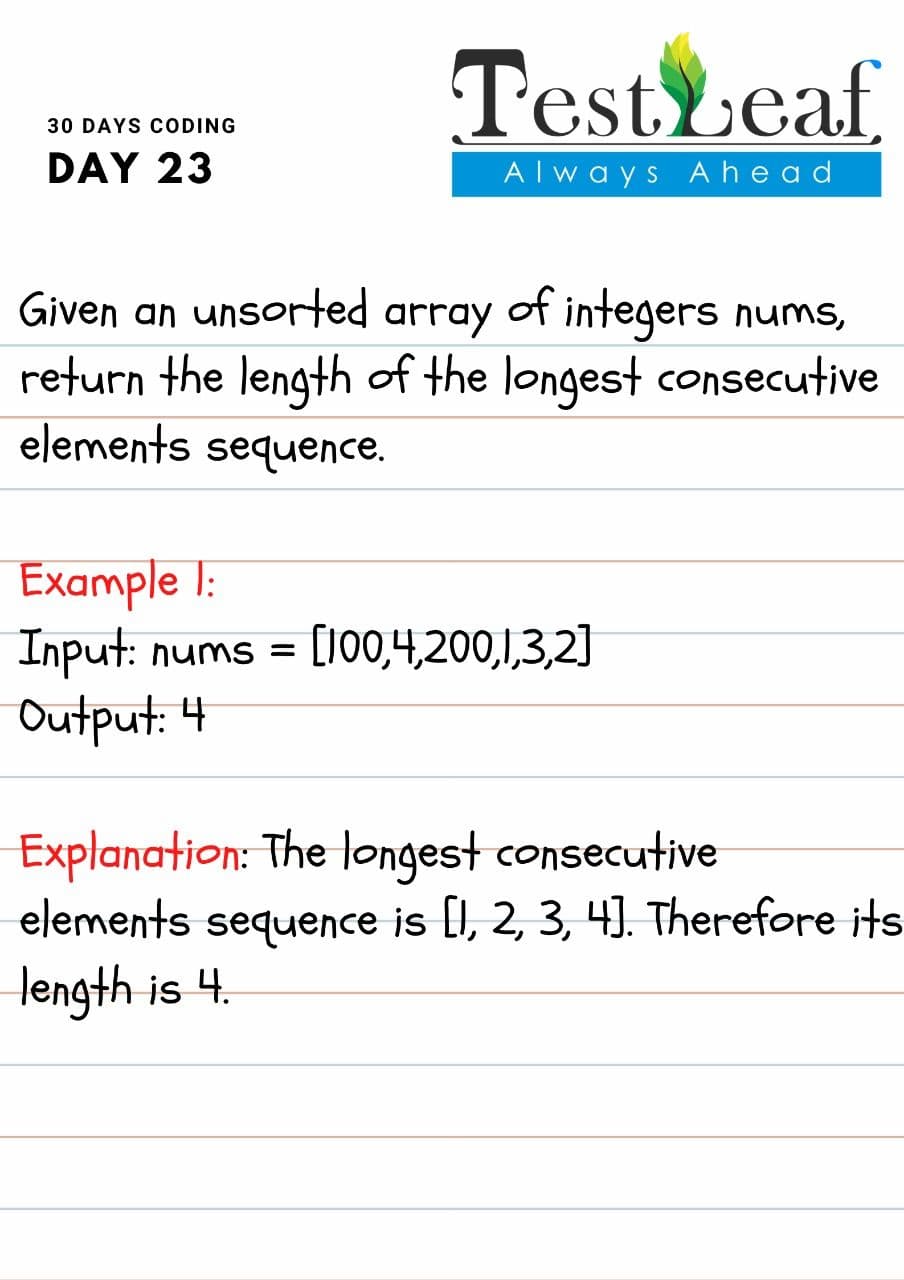 30 DAYS CODING
DAY 23
TestLeaf
Always Ahead
Given an unsorted array of integers nums,
return the length of the longest consecutive
elements sequence.
Example 1:
Input: nums = [100,4,200,1,3,2]
Output: 4
Explanation: The longest consecutive
elements sequence is [1, 2, 3, 4]. Therefore its
length is 4.